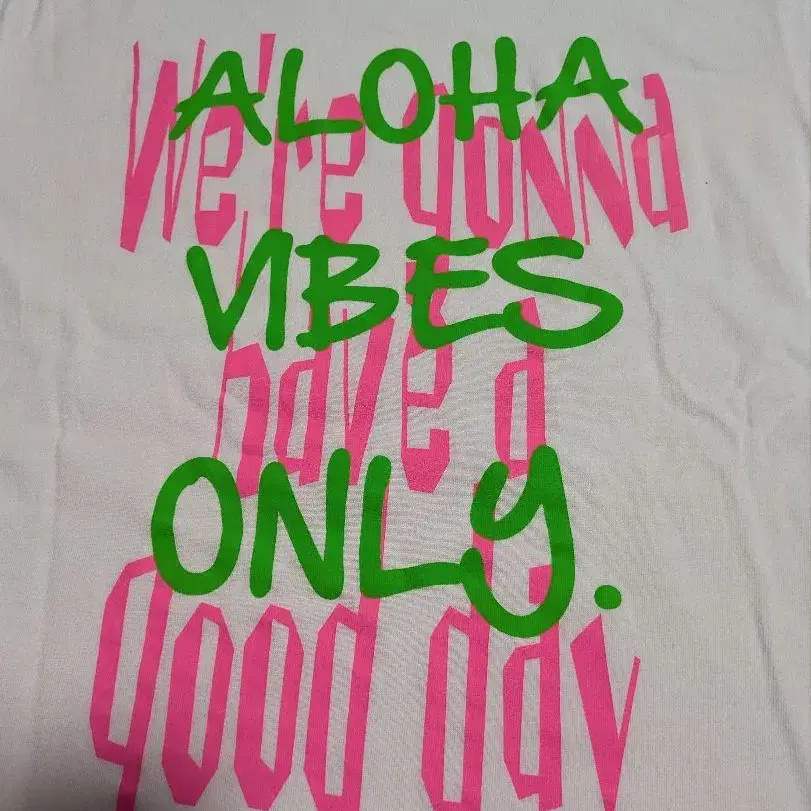 We're gonna
ALOHA
VIBES
have a
ONLY.
good day